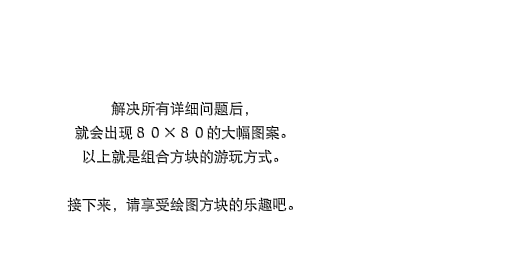 解决所有详细问题后，
就会出现８０×８０的大幅图案。
以上就是组合方块的游玩方式。
接下来，请享受绘图方块的乐趣吧。